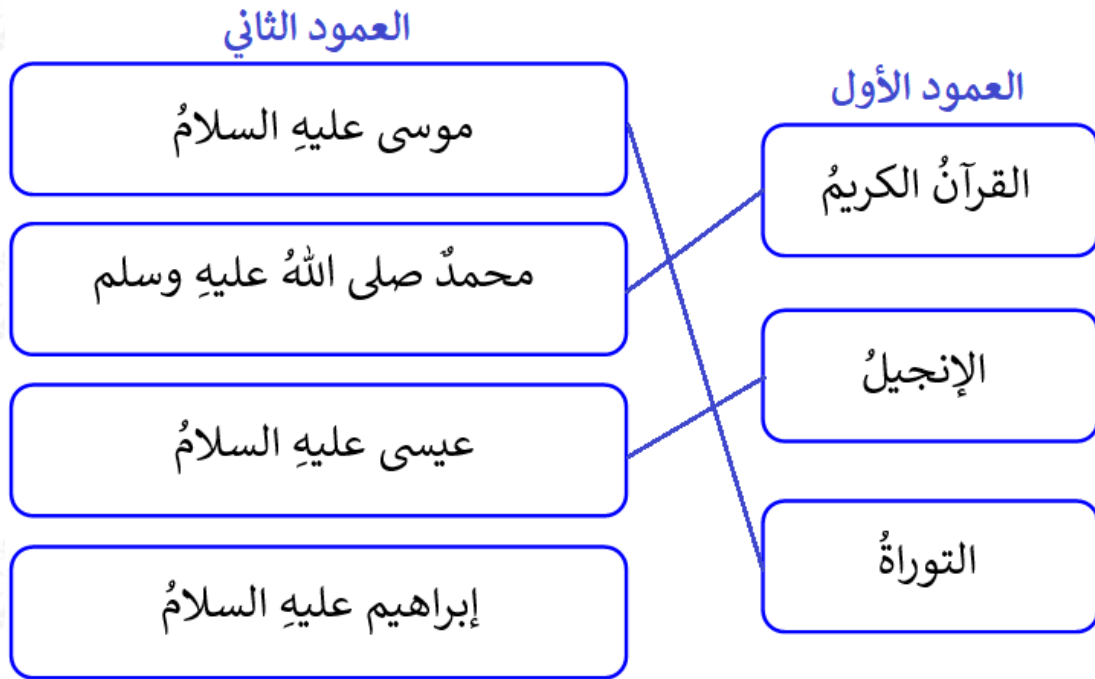 العمود الأول
القرآنُ الكريمُ
الإنجيلُ
التوراةُ
العمود الثاني
موسى عليهِ السلامُ
محمدٌ صلى اللهُ عليهِ وسلم
عيسى عليهِ السلامُ
إبراهيم عليهِ السلامُ